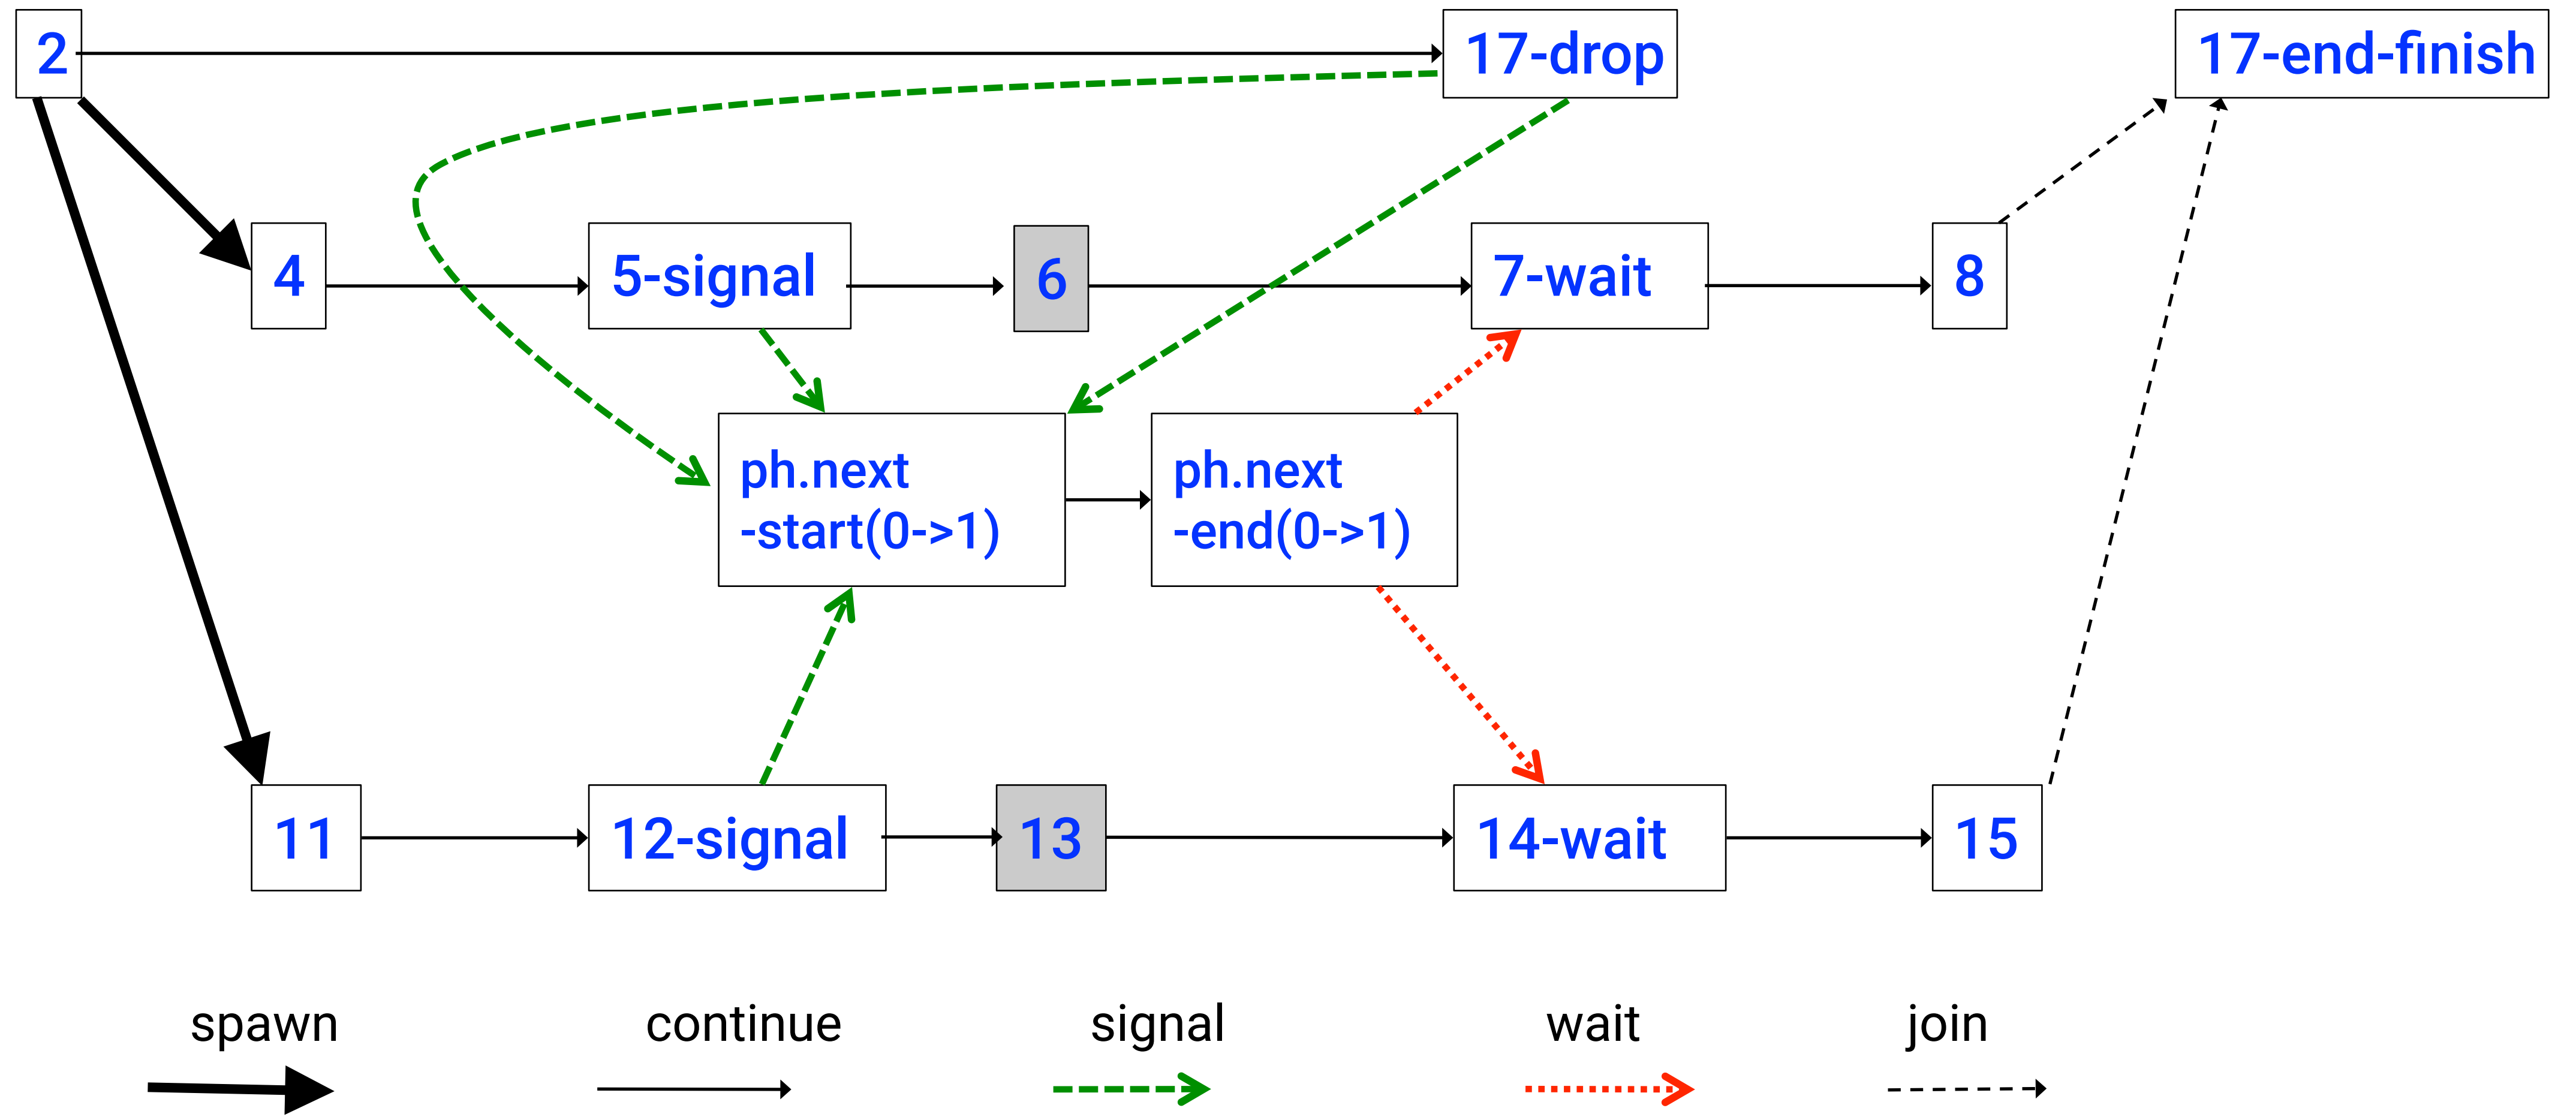 2
17-drop
17-end-finish
4
5-signal
6
7-wait
8
ph.next
-start(0->1)
ph.next
-end(0->1)
11
12-signal
13
14-wait
15
spawn
continue
signal
wait
join